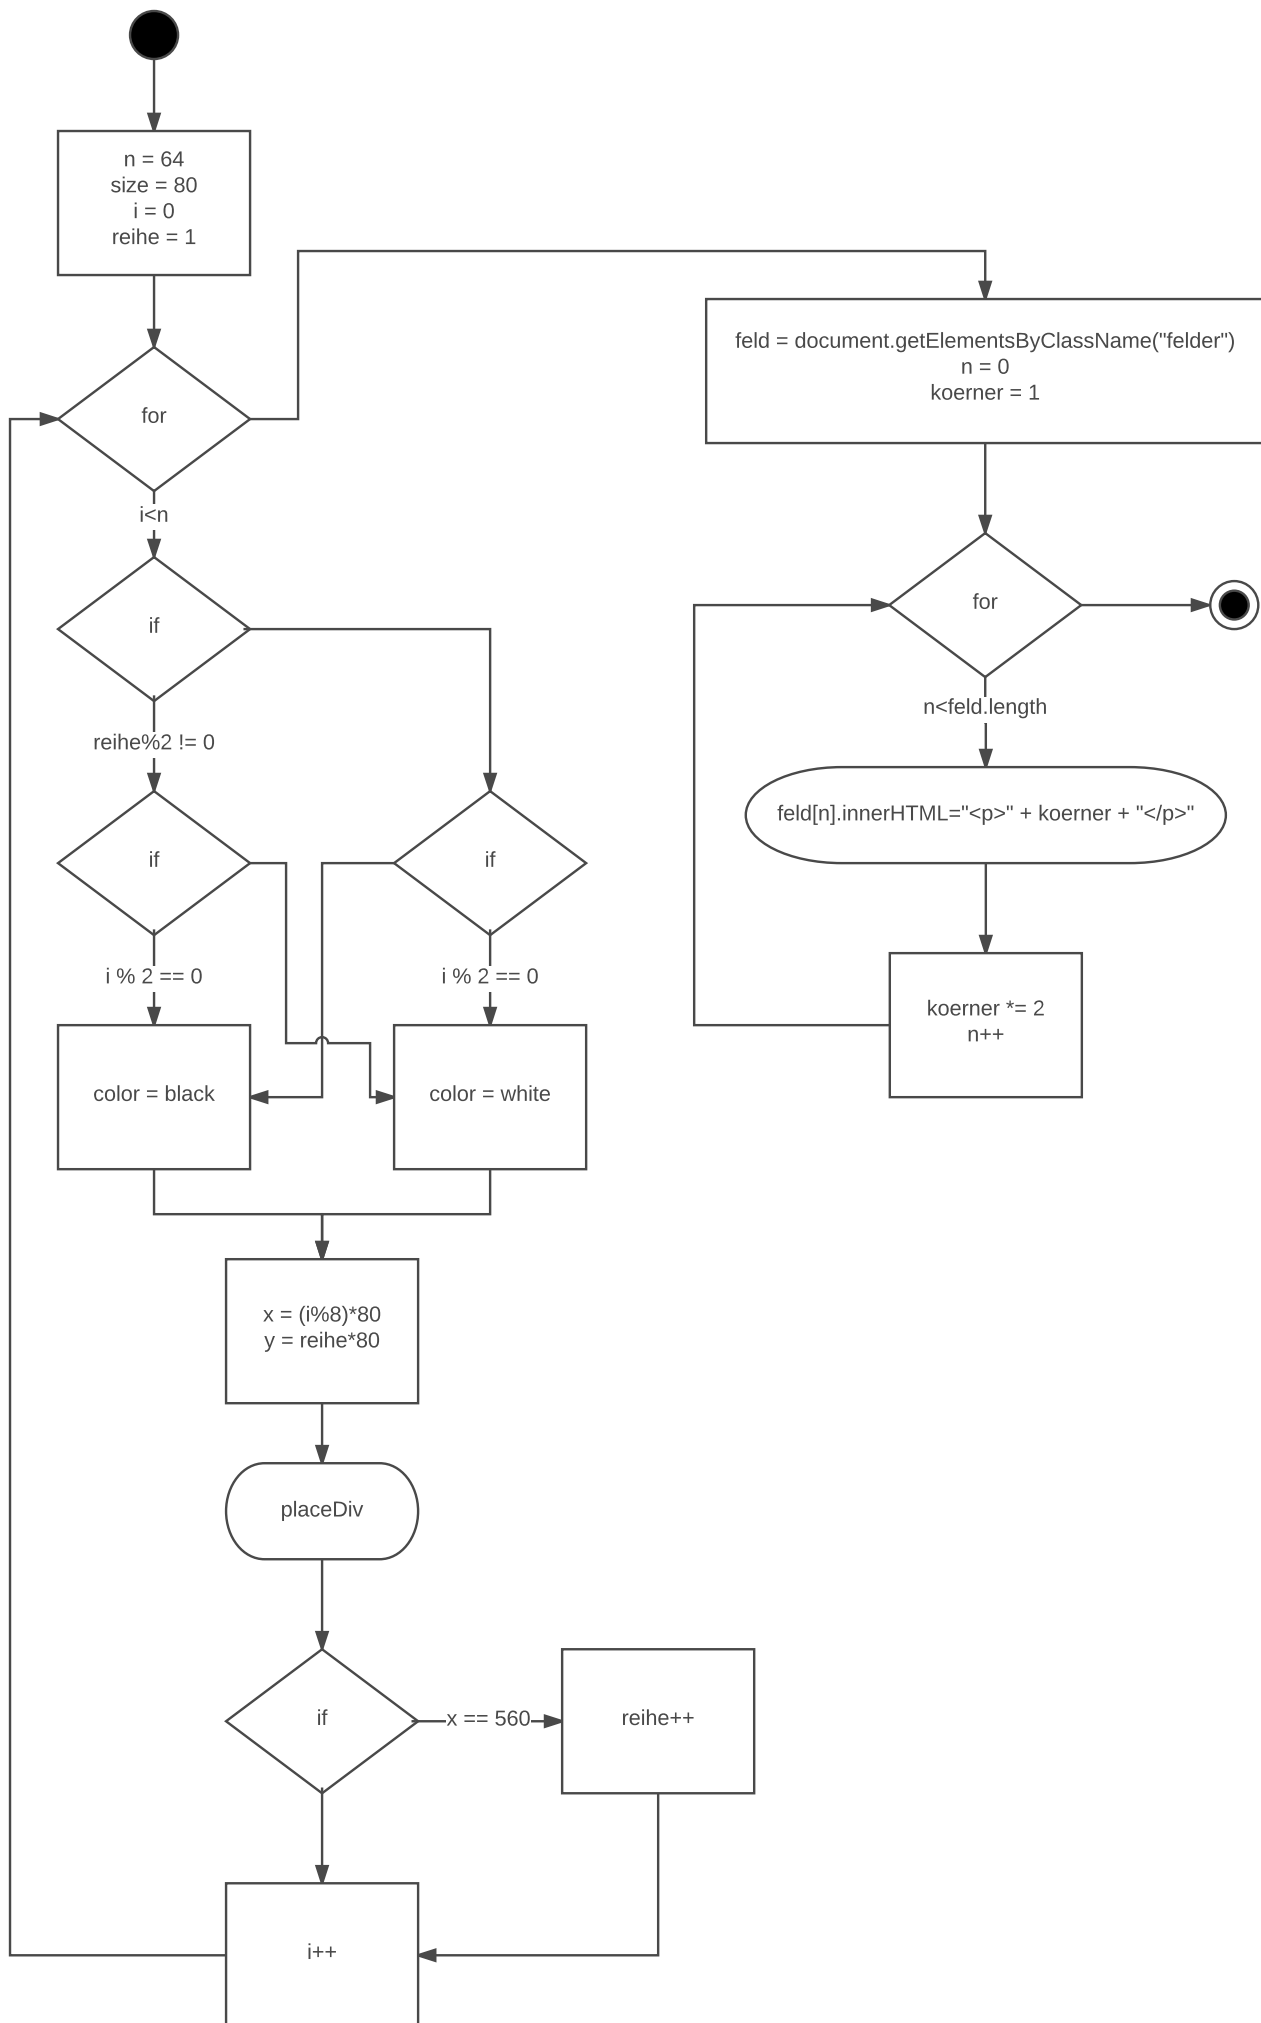 n = 64
size = 80
i = 0
reihe = 1
for
i<n
if
reihe%2 != 0
if
if
i % 2 == 0
i % 2 == 0
color = black
color = white
x = (i%8)*80
y = reihe*80
placeDiv
if
x == 560
reihe++
i++
feld = document.getElementsByClassName("felder")
n = 0
koerner = 1
for
n<feld.length
feld[n].innerHTML="<p>" + koerner + "</p>"
koerner *= 2
n++